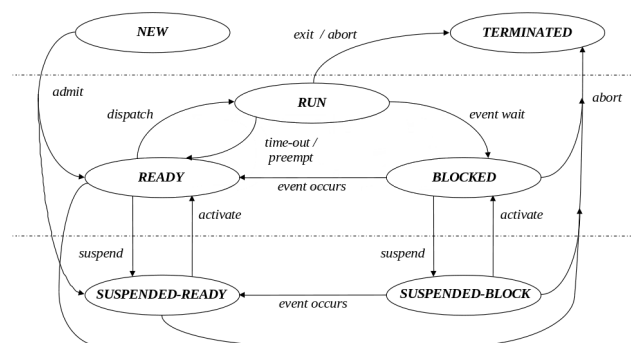 NEW
exit / abort
TERMINATED
admit
dispatch
RUN
event wait
abort
time-out /
preempt
READY
event occurs
BLOCKED
suspend
activate
suspend
activate
SUSPENDED-READY
event occurs
SUSPENDED-BLOCK